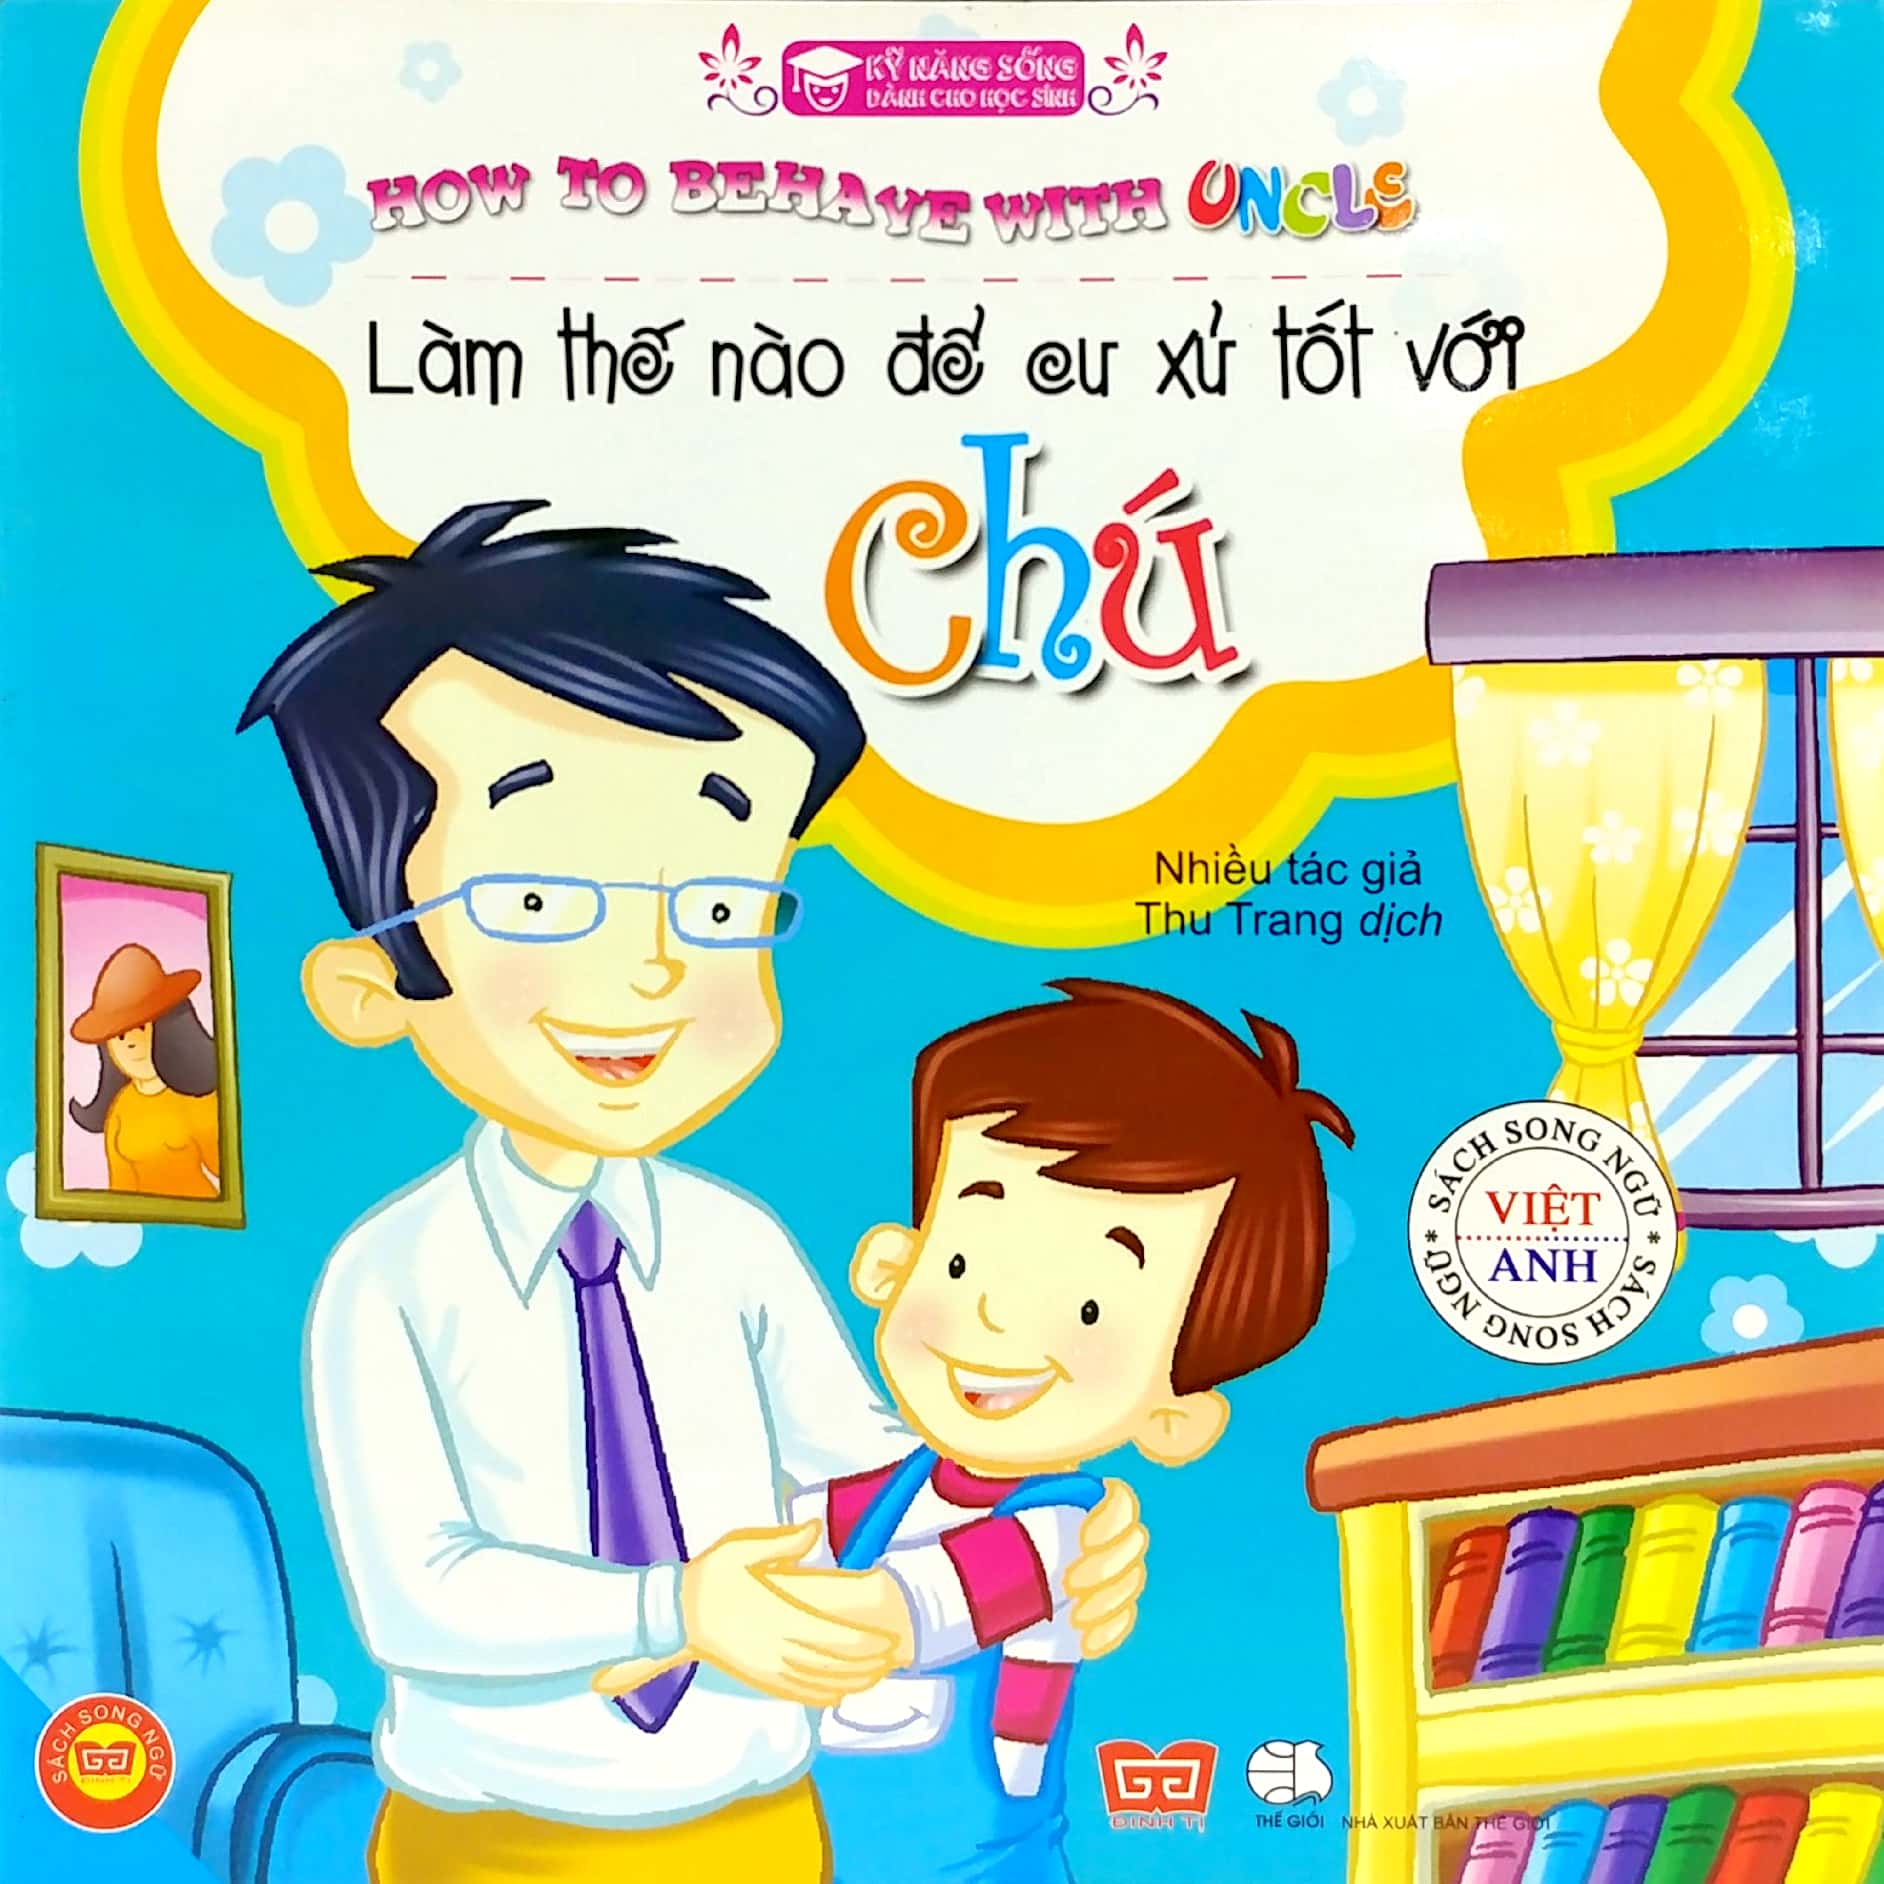 KỸ NĂNG SỐNG
DÀNH CHO HỌC SINH
HOW TO BEHAVE WITH UNCLE
Làm thế nào để cư xử tốt với
Chú
Nhiều tác giả
Thu Trang dịch
* SÁCH SONG NGỮ * SÁCH SONG NGỮ
VIỆT
ANH
SÁCH SONG NGỮ
ĐINH TỊ
ĐINH TỊ
THẾ GIỚI NHÀ XUẤT BẢN THẾ GIỚI